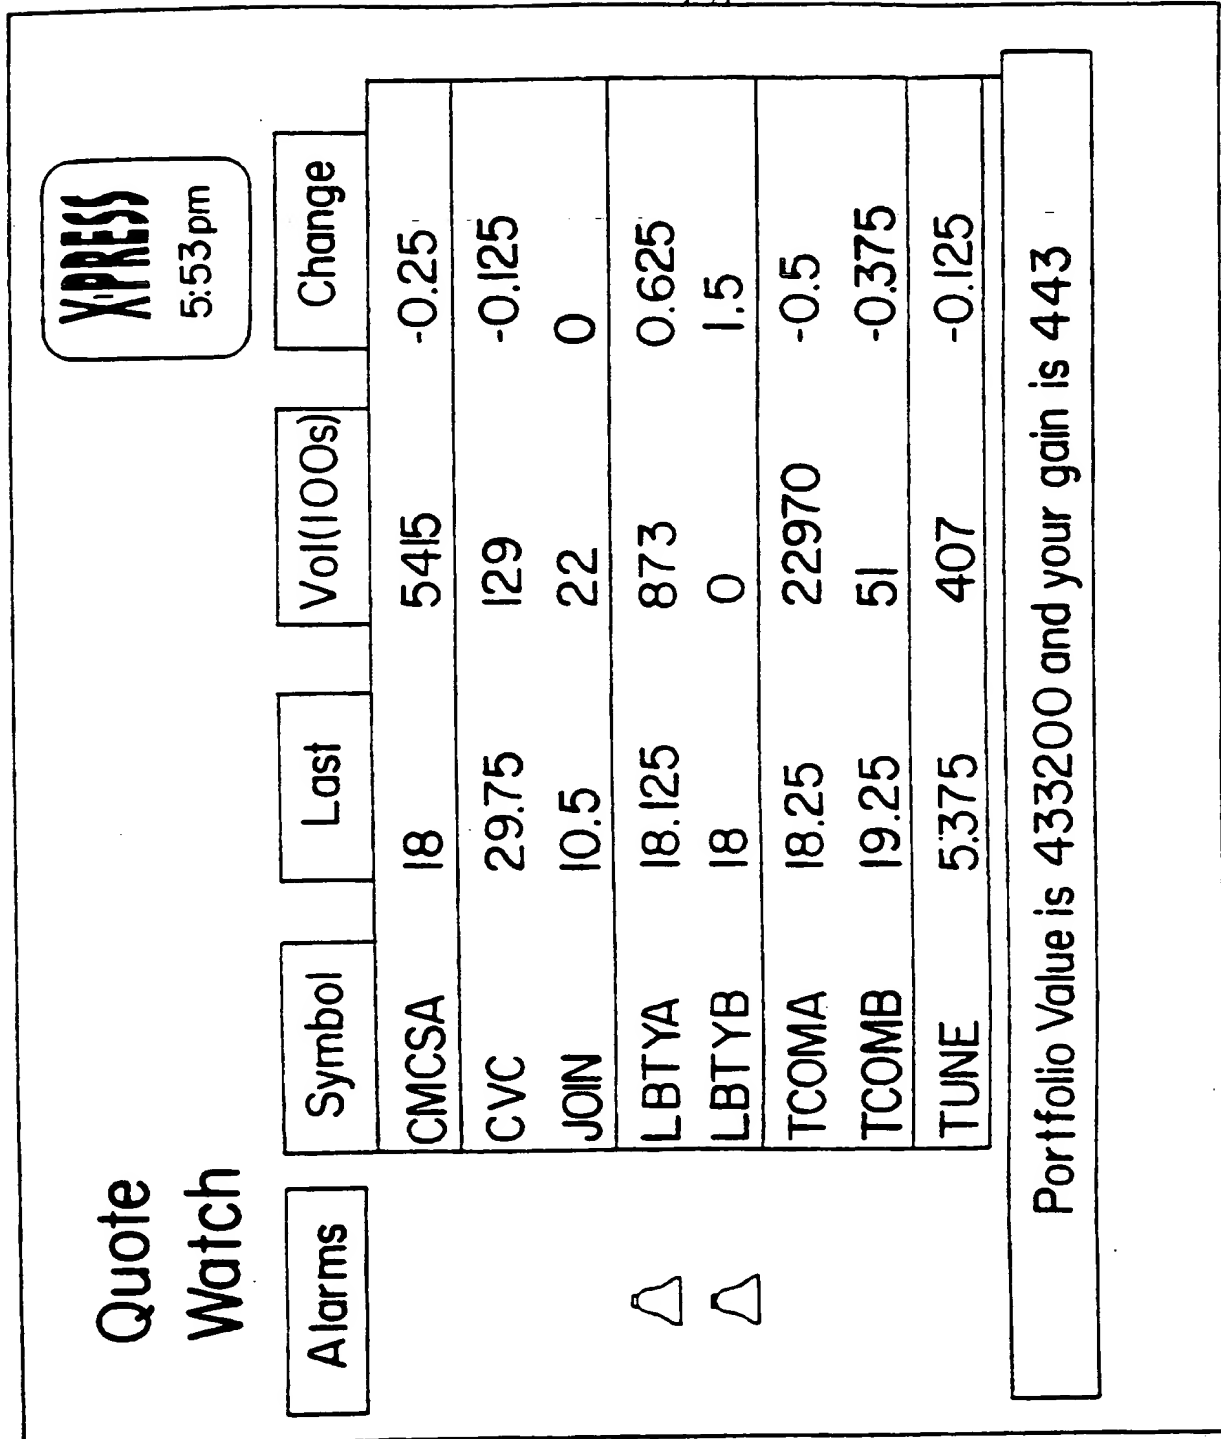 Quote
Watch
X·PRESS
5:53pm
Alarms Symbol Last Vol(100s) Change
CMCSA 18 5415 -0.25
CVC 29.75 129 -0.125
JOIN 10.5 22 0
LBTYA 18.125 873 0.625
LBTYB 18 0 1.5
TCOMA 18.25 22970 -0.5
TCOMB 19.25 51 -0.375
TUNE 5.375 407 -0.125
Portfolio Value is 433200 and your gain is 443